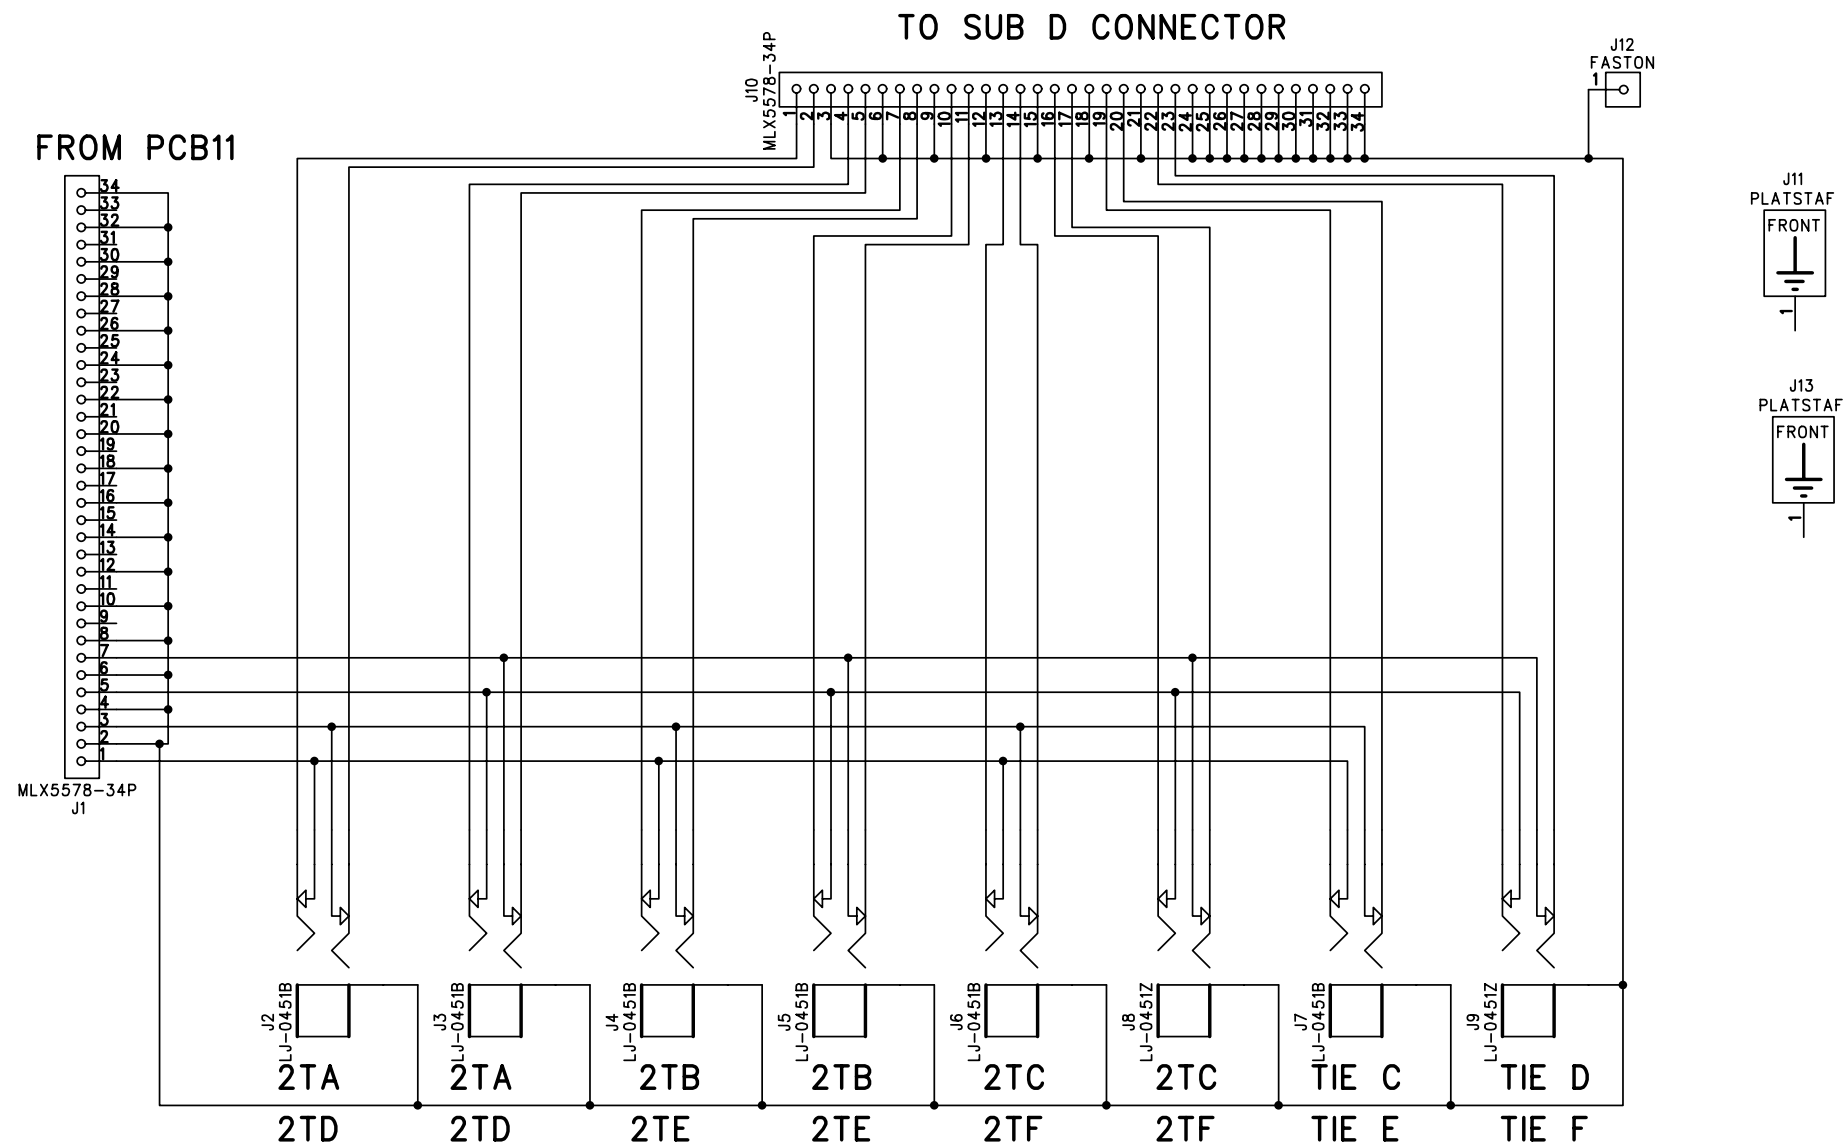 TO SUB D CONNECTOR
J10
MLX5578-34P
1 2 3 4 5 6 7 8 9 10 11 12 13 14 15 16 17 18 19 20 21 22 23 24 25 26 27 28 29 30 31 32 33 34
J12
FASTON
1
FROM PCB11
34
33
32
31
30
29
28
27
26
25
24
23
22
21
20
19
18
17
16
15
14
13
12
11
10
9
8
7
6
5
4
3
2
1
MLX5578-34P
J1
J11
PLATSTAF
FRONT
1
J13
PLATSTAF
FRONT
1
J2
LJ-0451B
J3
LJ-0451B
J4
LJ-0451B
J5
LJ-0451B
J6
LJ-0451B
J8
LJ-0451Z
J7
LJ-0451B
J9
LJ-0451Z
2TA 2TA 2TB 2TB 2TC 2TC TIE C TIE D
2TD 2TD 2TE 2TE 2TF 2TF TIE E TIE F